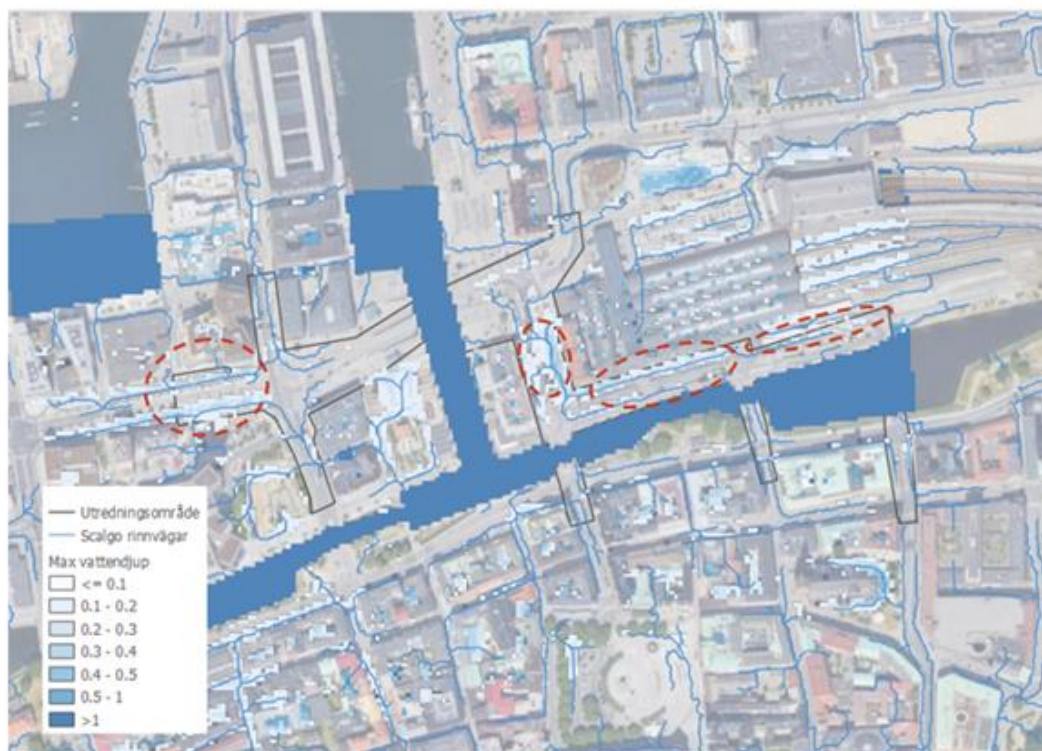 Utredningsområde
Scalgo rinnvägar
Max vattendjup
<= 0.1
0.1 - 0.2
0.2 - 0.3
0.3 - 0.4
0.4 - 0.5
0.5 - 1
>1